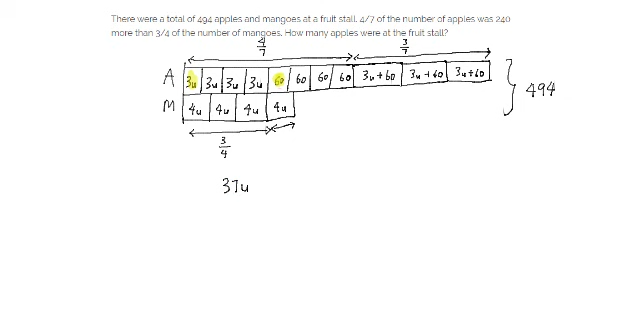 There were a total of 494 apples and mangoes at a fruit stall. 4/7 of the number of apples was 240
more than 3/4 of the number of mangoes. How many apples were at the fruit stall?
4/7 3/7
A 3u 3u 3u 3u 60 60 60 60 3u+60 3u+60 3u+60
M 4u 4u 4u 4u
494
3/4
37u